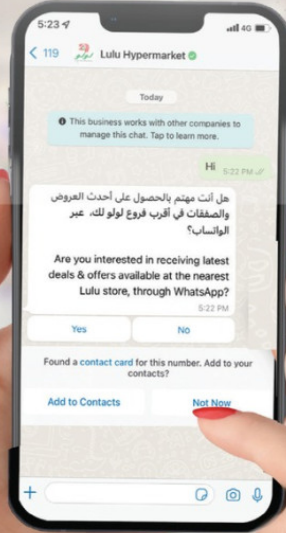 5:23
4G
119
لولو
Lulu Hypermarket
Today
This business works with other companies to
manage this chat. Tap to learn more.
Hi 5:22 PM
هل أنت مهتم بالحصول على أحدث العروض
والصفقات في أقرب فروع لولو لك، عبر
الواتساب؟
Are you interested in receiving latest
deals & offers available at the nearest
Lulu store, through WhatsApp?
5:22 PM
Yes
No
Found a contact card for this number. Add to your
contacts?
Add to Contacts
Not Now